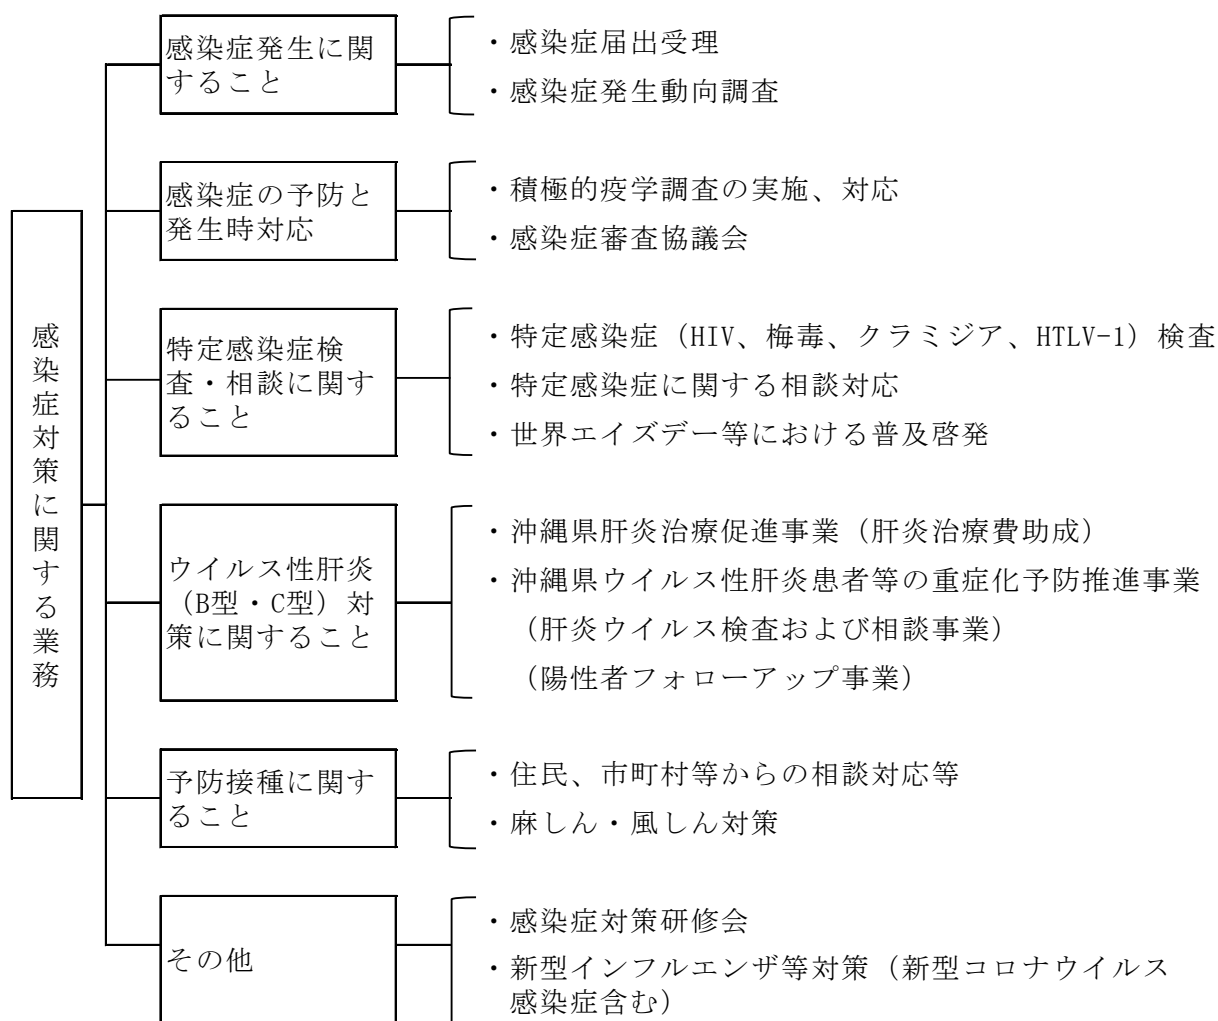 感染症対策に関する業務
感染症発生に関
すること
・感染症届出受理
・感染症発生動向調査
感染症の予防と
発生時対応
・積極的疫学調査の実施、対応
・感染症審査協議会
特定感染症検
査・相談に関す
ること
・特定感染症（HIV、梅毒、クラミジア、HTLV-1）検査
・特定感染症に関する相談対応
・世界エイズデー等における普及啓発
ウイルス性肝炎
（B型・C型）対
策に関すること
・沖縄県肝炎治療促進事業（肝炎治療費助成）
・沖縄県ウイルス性肝炎患者等の重症化予防推進事業
（肝炎ウイルス検査および相談事業）
（陽性者フォローアップ事業）
予防接種に関す
ること
・住民、市町村等からの相談対応等
・麻しん・風しん対策
その他
・感染症対策研修会
・新型インフルエンザ等対策（新型コロナウイルス
感染症含む）